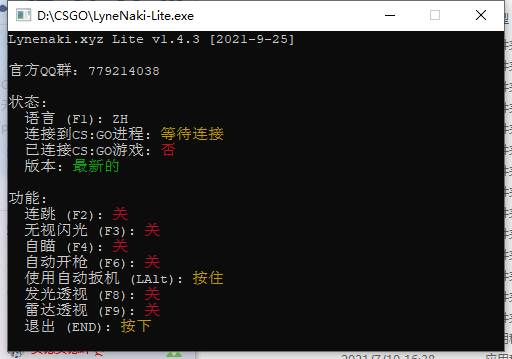 D:\CSGO\LyneNaki-Lite.exe
Lynenaki.xyz Lite v1.4.3 [2021-9-25]
官方QQ群: 779214038
状态:
语言 (F1): ZH
连接到CS:GO进程: 等待连接
已连接CS:GO游戏: 否
版本: 最新的
功能:
连跳 (F2): 关
无视闪光 (F3): 关
自瞄 (F4): 关
自动开枪 (F6): 关
使用自动扳机 (LAlt): 按住
发光透视 (F8): 关
雷达透视 (F9): 关
退出 (END): 按下
2021/7/10 16:38